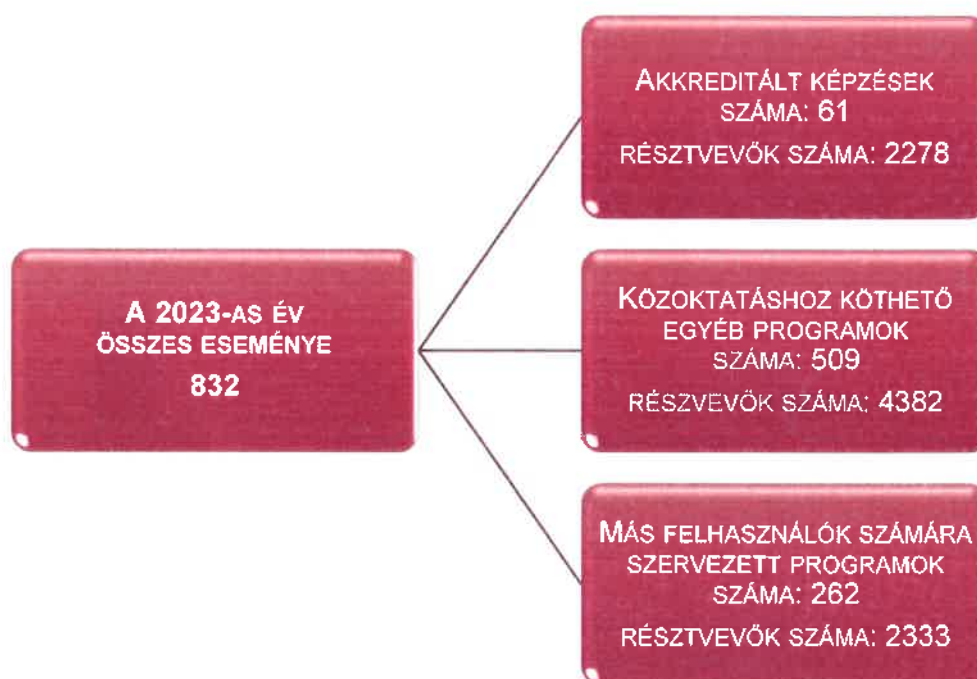 A 2023-AS ÉV
ÖSSZES ESEMÉNYE
832
AKKREDITÁLT KÉPZÉSEK
SZÁMA: 61
RÉSZTVEVŐK SZÁMA: 2278
KÖZOKTATÁSHOZ KÖTHETŐ
EGYÉB PROGRAMOK
SZÁMA: 509
RÉSZVEVŐK SZÁMA: 4382
MÁS FELHASZNÁLÓK SZÁMÁRA
SZERVEZETT PROGRAMOK
SZÁMA: 262
RÉSZTVEVŐK SZÁMA: 2333